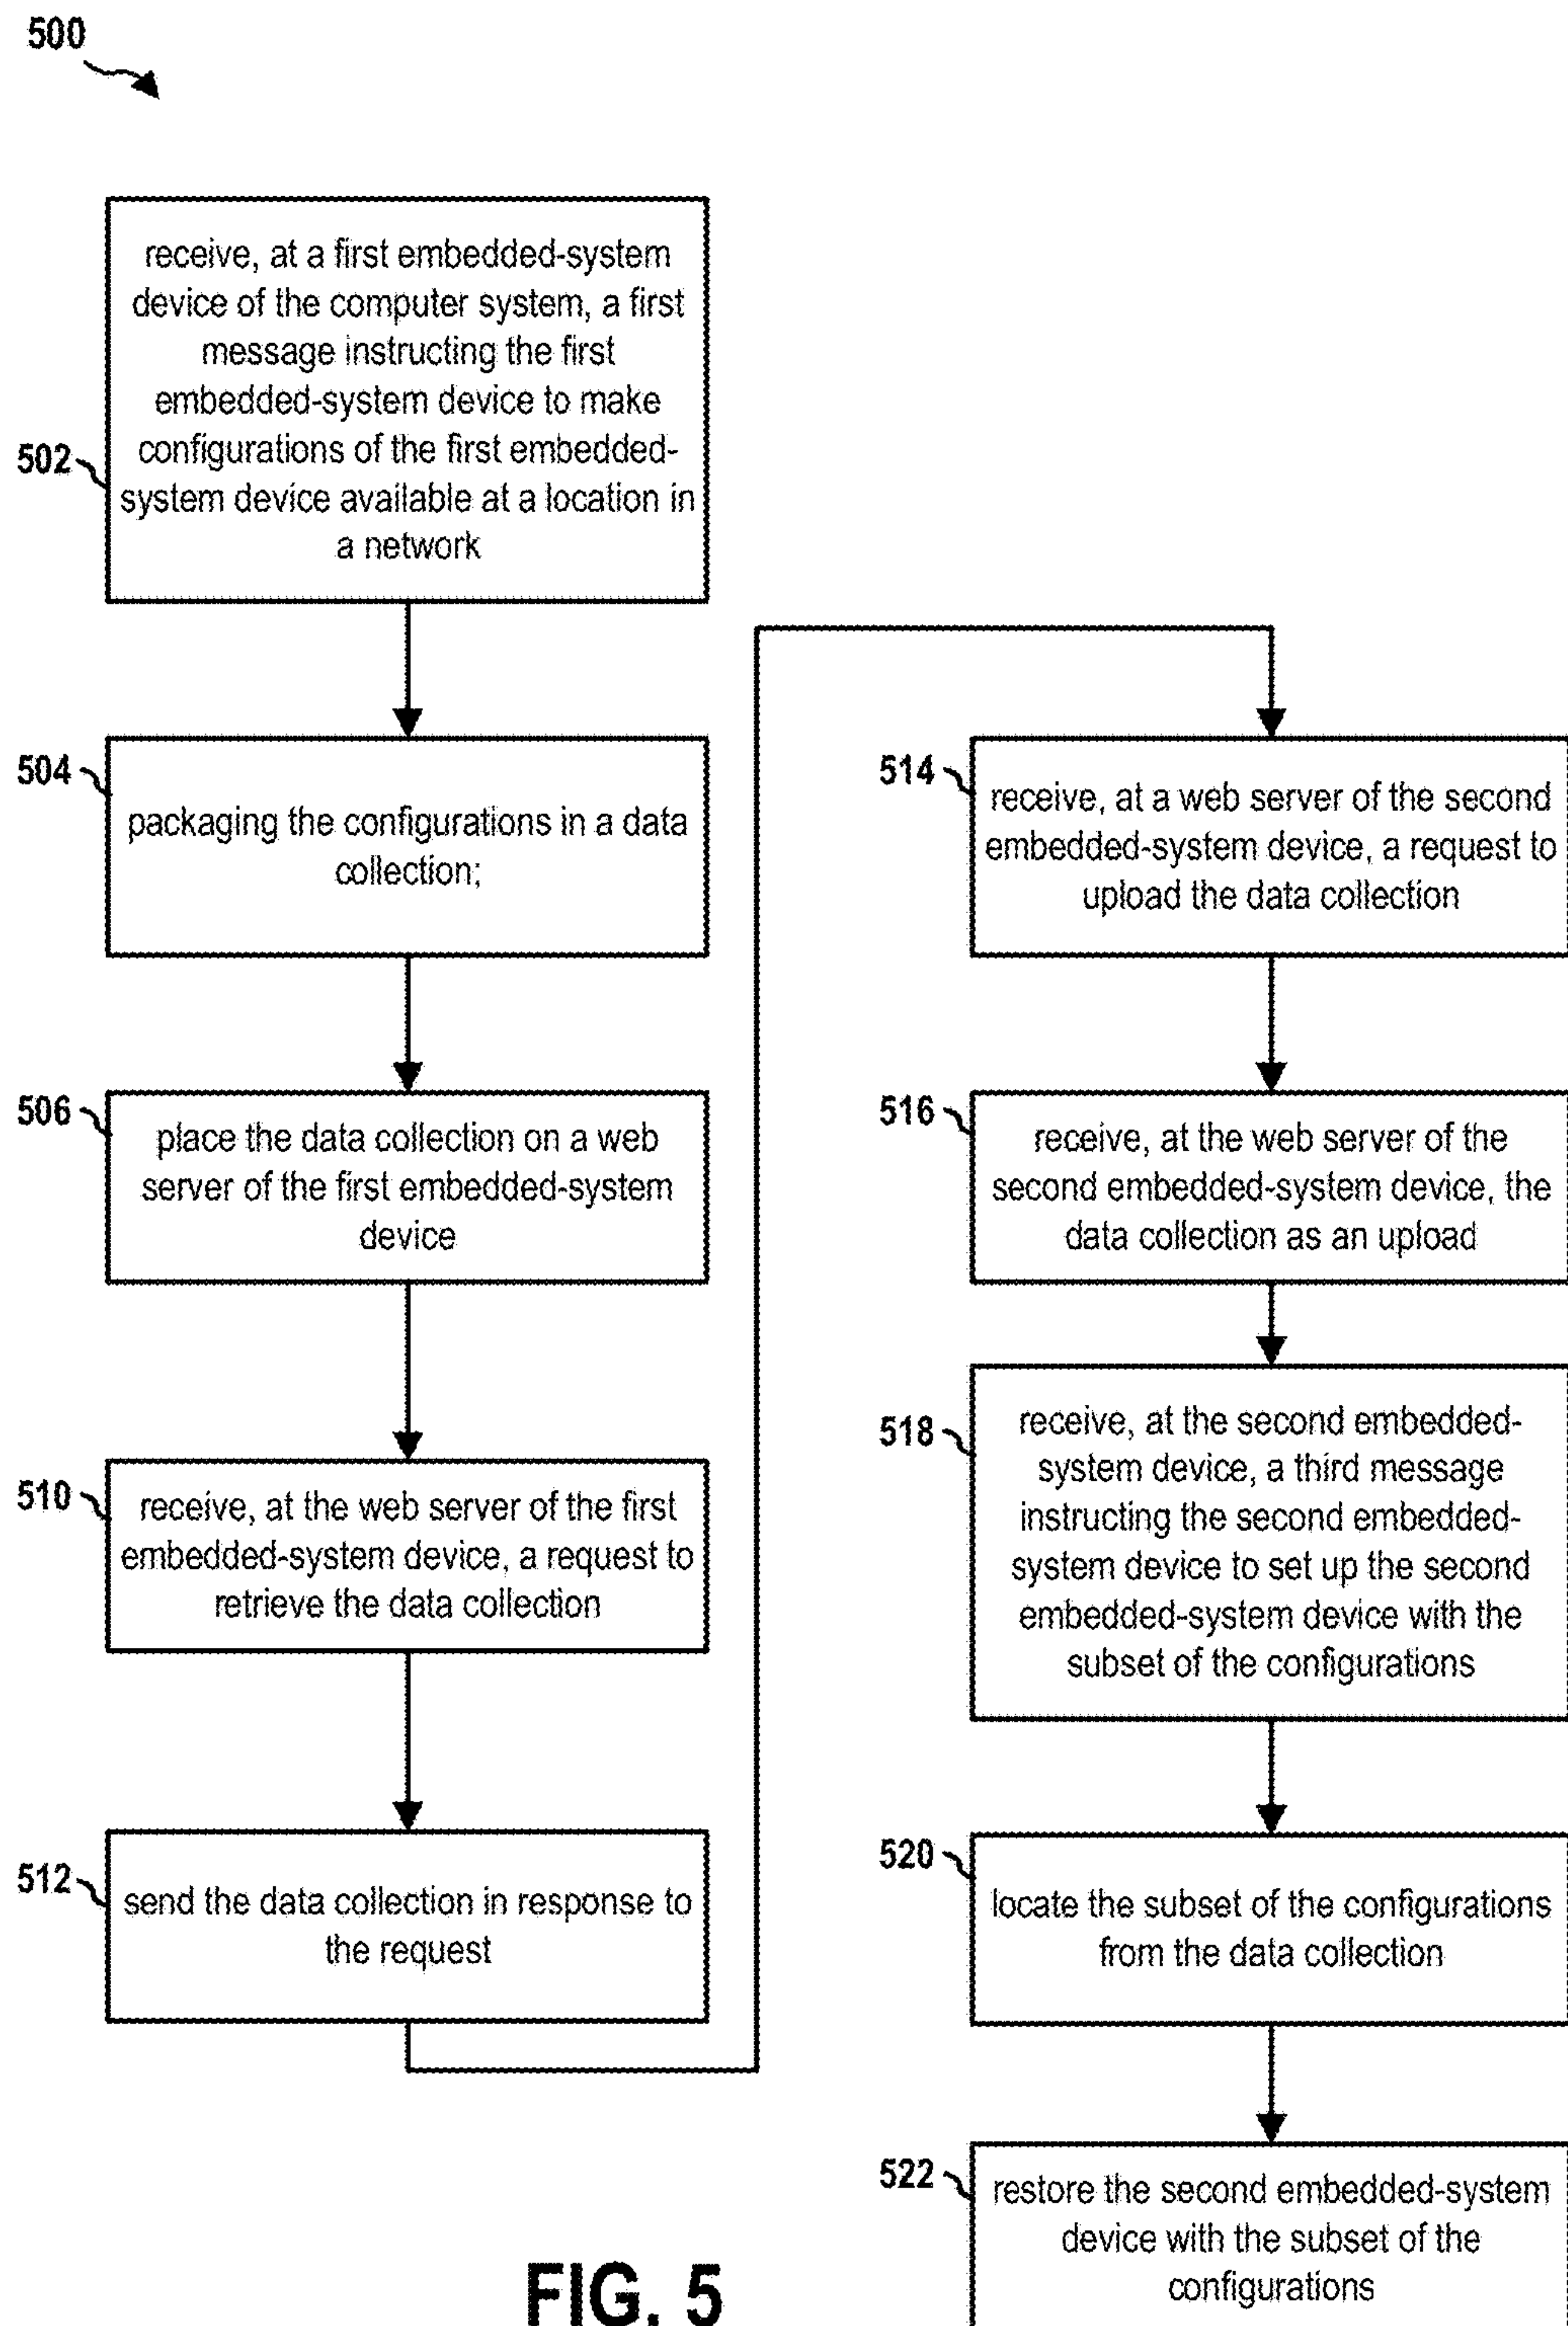 500
502
receive, at a first embedded-system
device of the computer system, a first
message instructing the first
embedded-system device to make
configurations of the first embedded-
system device available at a location in
a network
504
packaging the configurations in a data
collection;
506
place the data collection on a web
server of the first embedded-system
device
510
receive, at the web server of the first
embedded-system device, a request to
retrieve the data collection
512
send the data collection in response to
the request
514
receive, at a web server of the second
embedded-system device, a request to
upload the data collection
516
receive, at the web server of the
second embedded-system device, the
data collection as an upload
518
receive, at the second embedded-
system device, a third message
instructing the second embedded-
system device to set up the second
embedded-system device with the
subset of the configurations
520
locate the subset of the configurations
from the data collection
522
restore the second embedded-system
device with the subset of the
configurations
FIG. 5